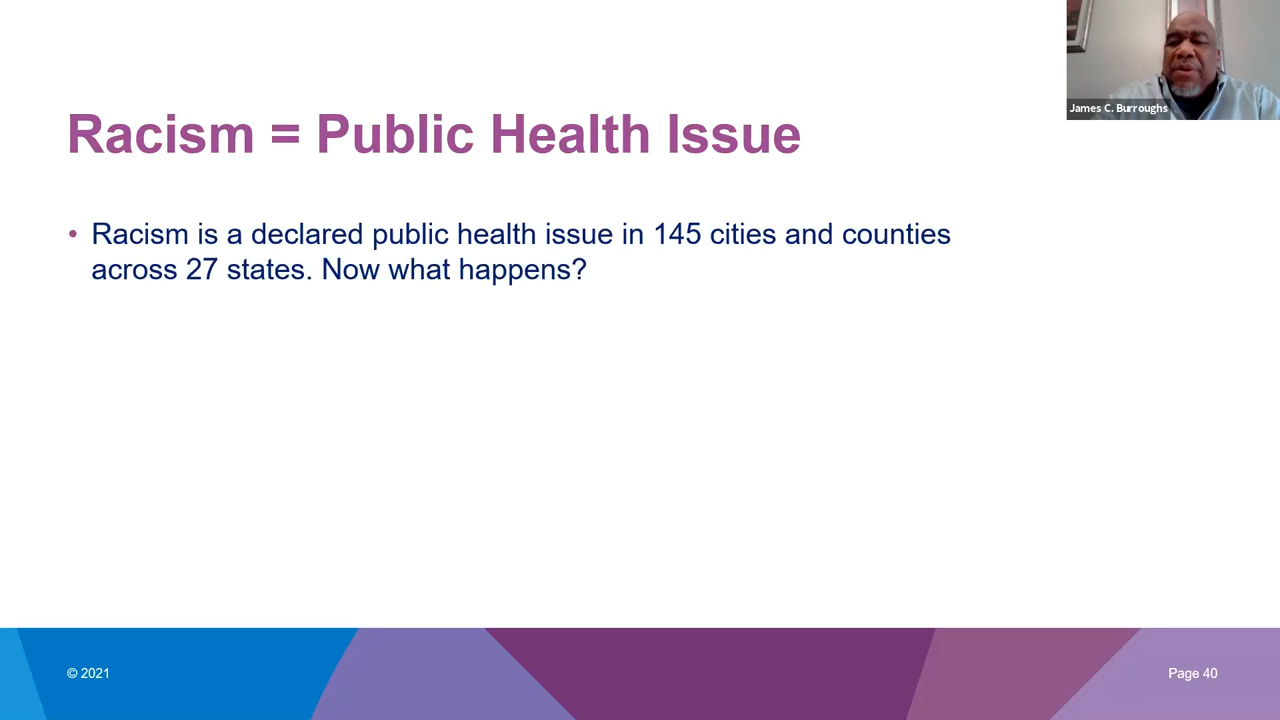 James C. Burroughs
Racism = Public Health Issue
• Racism is a declared public health issue in 145 cities and counties
across 27 states. Now what happens?
© 2021
Page 40